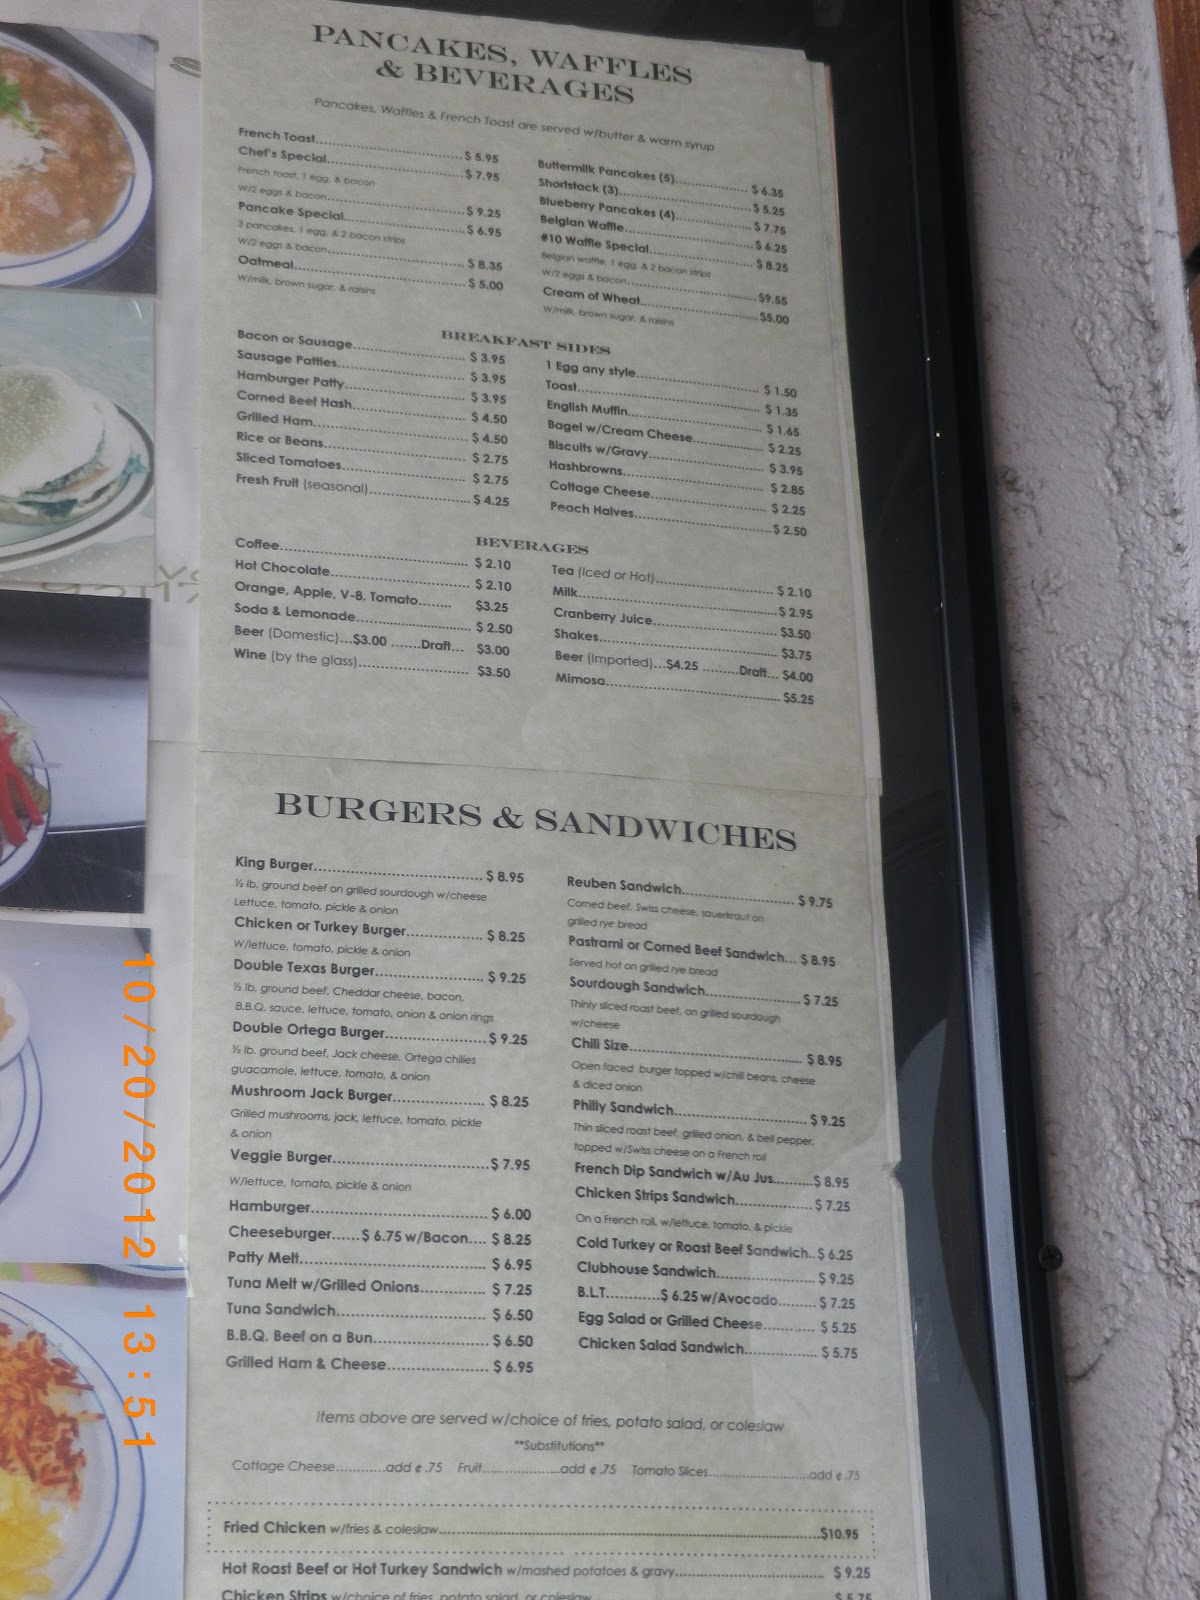 PANCAKES, WAFFLES
& BEVERAGES
Pancakes, Waffles & French Toast are served w/butter & warm syrup
French Toast...$ 5.95
Chef's Special...$ 7.95
French toast, 1 egg, & bacon
W/2 eggs & bacon...$ 9.25
Pancake Special...$ 6.95
3 pancakes, 1 egg, & 2 bacon strips
W/2 eggs & bacon...$ 8.35
Oatmeal...$ 5.00
W/milk, brown sugar, & raisins
Buttermilk Pancakes (5)...$ 6.35
Shortstack (3)...$ 5.25
Blueberry Pancakes (4)...$ 7.75
Belgian Waffle...$ 6.25
#10 Waffle Special...$ 8.25
Belgian waffle, 1 egg, & 2 bacon strips
W/2 eggs & bacon...$9.55
Cream of Wheat...$5.00
W/milk, brown sugar, & raisins
BREAKFAST SIDES
Bacon or Sausage...$ 3.95
Sausage Patties...$ 3.95
Hamburger Patty...$ 3.95
Corned Beef Hash...$ 4.50
Grilled Ham...$ 4.50
Rice or Beans...$ 2.75
Sliced Tomatoes...$ 2.75
Fresh Fruit (seasonal)...$ 4.25
1 Egg any style...$ 1.50
Toast...$ 1.35
English Muffin...$ 1.65
Bagel w/Cream Cheese...$ 2.25
Biscuits w/Gravy...$ 3.95
Hashbrowns...$ 2.85
Cottage Cheese...$ 2.25
Peach Halves...$ 2.50
BEVERAGES
Coffee...$ 2.10
Hot Chocolate...$ 2.10
Orange, Apple, V-8, Tomato...$3.25
Soda & Lemonade...$ 2.50
Beer (Domestic)...$3.00 ...Draft...$3.00
Wine (by the glass)...$3.50
Tea (Iced or Hot)...$ 2.10
Milk...$ 2.95
Cranberry Juice...$3.50
Shakes...$3.75
Beer (Imported)...$4.25 ...Draft...$4.00
Mimosa...$5.25
BURGERS & SANDWICHES
King Burger...$ 8.95
½ lb. ground beef on grilled sourdough w/cheese
Lettuce, tomato, pickle & onion
Chicken or Turkey Burger...$ 8.25
W/lettuce, tomato, pickle & onion
Double Texas Burger...$ 9.25
½ lb. ground beef, Cheddar cheese, bacon,
B.B.Q. sauce, lettuce, tomato, onion & onion rings
Double Ortega Burger...$ 9.25
½ lb. ground beef, Jack cheese, Ortega chilies
guacamole, lettuce, tomato, & onion
Mushroom Jack Burger...$ 8.25
Grilled mushrooms, jack, lettuce, tomato, pickle
& onion
Veggie Burger...$ 7.95
W/lettuce, tomato, pickle & onion
Hamburger...$ 6.00
Cheeseburger...$ 6.75 w/Bacon...$ 8.25
Patty Melt...$ 6.95
Tuna Melt w/Grilled Onions...$ 7.25
Tuna Sandwich...$ 6.50
B.B.Q. Beef on a Bun...$ 6.50
Grilled Ham & Cheese...$ 6.95
Reuben Sandwich...$ 9.75
Corned beef, Swiss cheese, sauerkraut on
grilled rye bread
Pastrami or Corned Beef Sandwich...$ 8.95
Served hot on grilled rye bread
Sourdough Sandwich...$ 7.25
Thinly sliced roast beef, on grilled sourdough
w/cheese
Chili Size...$ 8.95
Open faced burger topped w/chili beans, cheese
& diced onion
Philly Sandwich...$ 9.25
Thin sliced roast beef, grilled onion, & bell pepper,
topped w/Swiss cheese on a French roll
French Dip Sandwich w/Au Jus...$ 8.95
Chicken Strips Sandwich...$ 7.25
On a French roll, w/lettuce, tomato, & pickle
Cold Turkey or Roast Beef Sandwich..$ 6.25
Clubhouse Sandwich...$ 9.25
B.L.T...$ 6.25 w/Avocado...$ 7.25
Egg Salad or Grilled Cheese...$ 5.25
Chicken Salad Sandwich...$ 5.75
Items above are served w/choice of fries, potato salad, or coleslaw
**Substitutions**
Cottage Cheese...add ¢ .75 Fruit...add ¢ .75 Tomato Slices...add ¢ .75
Fried Chicken w/fries & coleslaw...$10.95
Hot Roast Beef or Hot Turkey Sandwich w/mashed potatoes & gravy...$ 9.25
Chicken Strips w/choice of fries, potato salad, or coleslaw...$ 5.75
10/20/2012 13:51